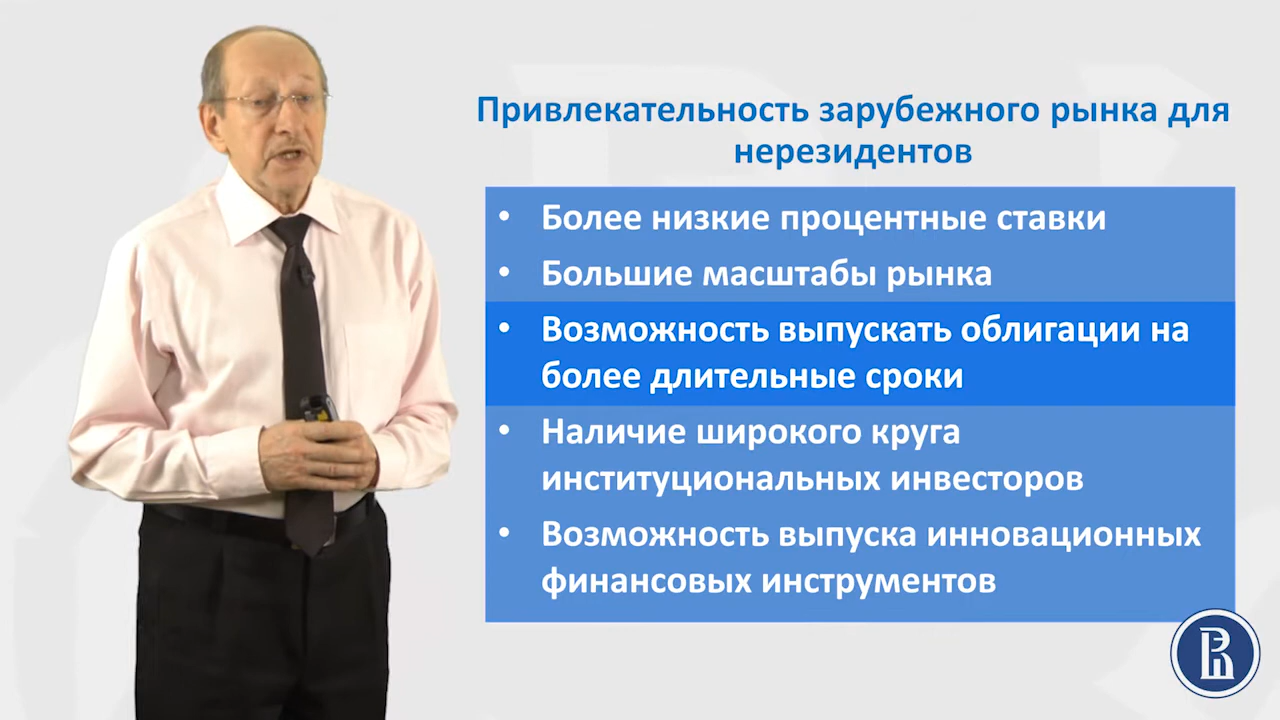 Привлекательность зарубежного рынка для
нерезидентов
• Более низкие процентные ставки
• Большие масштабы рынка
• Возможность выпускать облигации на
более длительные сроки
• Наличие широкого круга
институциональных инвесторов
• Возможность выпуска инновационных
финансовых инструментов